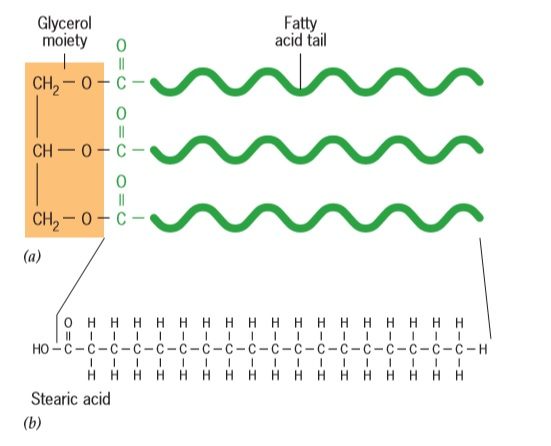 Glycerol
moiety
Fatty
acid tail
O
||
CH₂ — O — C —
|
O
||
CH — O — C —
|
O
||
CH₂ — O — C —
(a)
O H H H H H H H H H H H H H H H H H
|| | | | | | | | | | | | | | | | | |
HO–C–C–C–C–C–C–C–C–C–C–C–C–C–C–C–C–C–C–H
| | | | | | | | | | | | | | | | |
H H H H H H H H H H H H H H H H H
Stearic acid
(b)